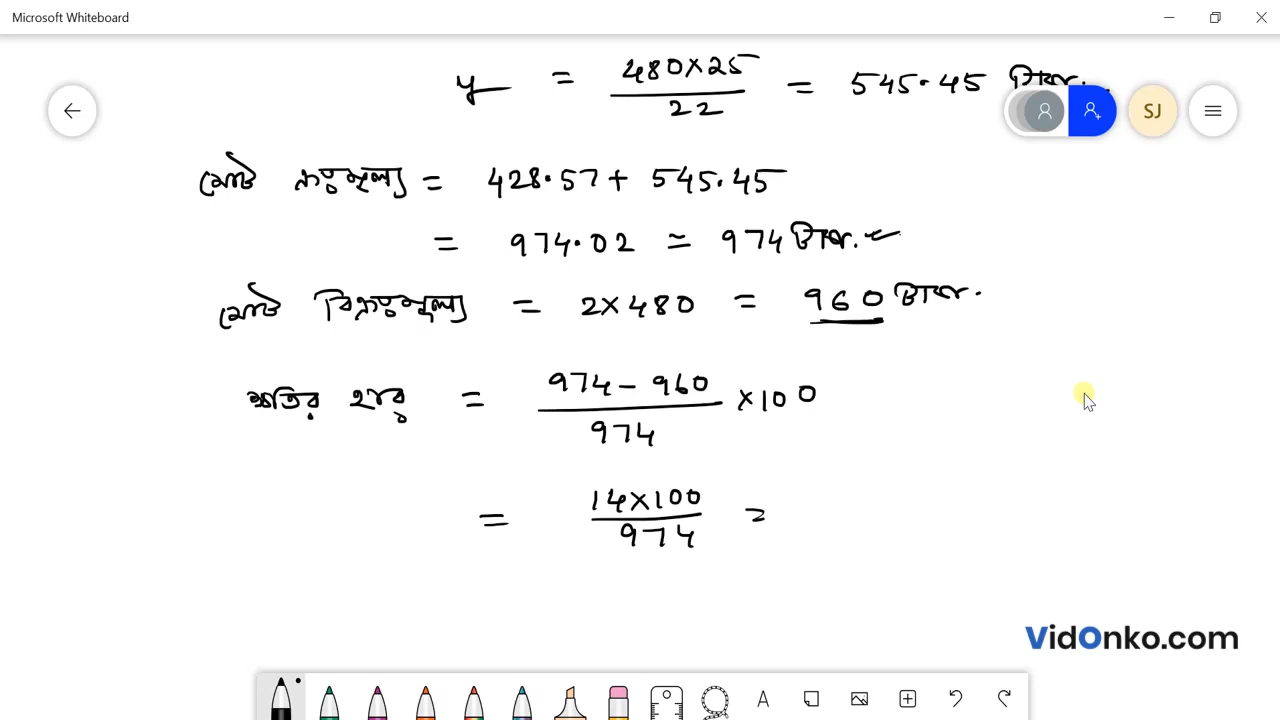 Microsoft Whiteboard
y = 480×25/22 = 545.45 টাকা.
SJ
মোট ক্রয়মূল্য = 428.57 + 545.45
= 974.02 ≃ 974 টাকা.
মোট বিক্রয়মূল্য = 2×480 = 960 টাকা.
ক্ষতির হার = 974-960/974 ×100
= 14×100/974 =
VidOnko.com